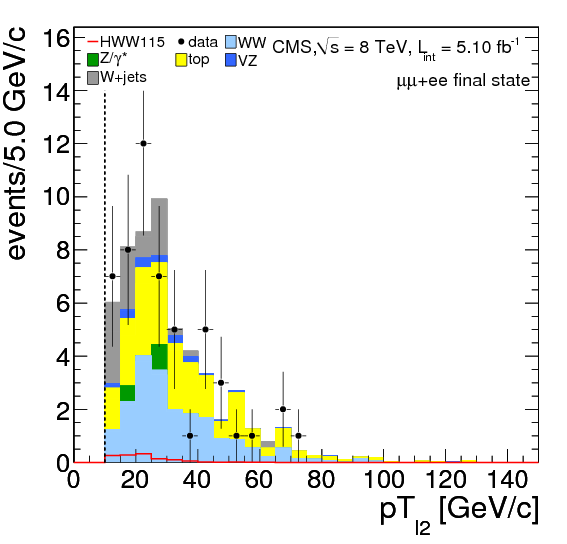 HWW115 data WW CMS,√s = 8 TeV, L_int = 5.10 fb⁻¹
Z/γ* top VZ
W+jets
μμ+ee final state
events/5.0 GeV/c
16
14
12
10
8
6
4
2
0
0 20 40 60 80 100 120 140
pT_l2 [GeV/c]